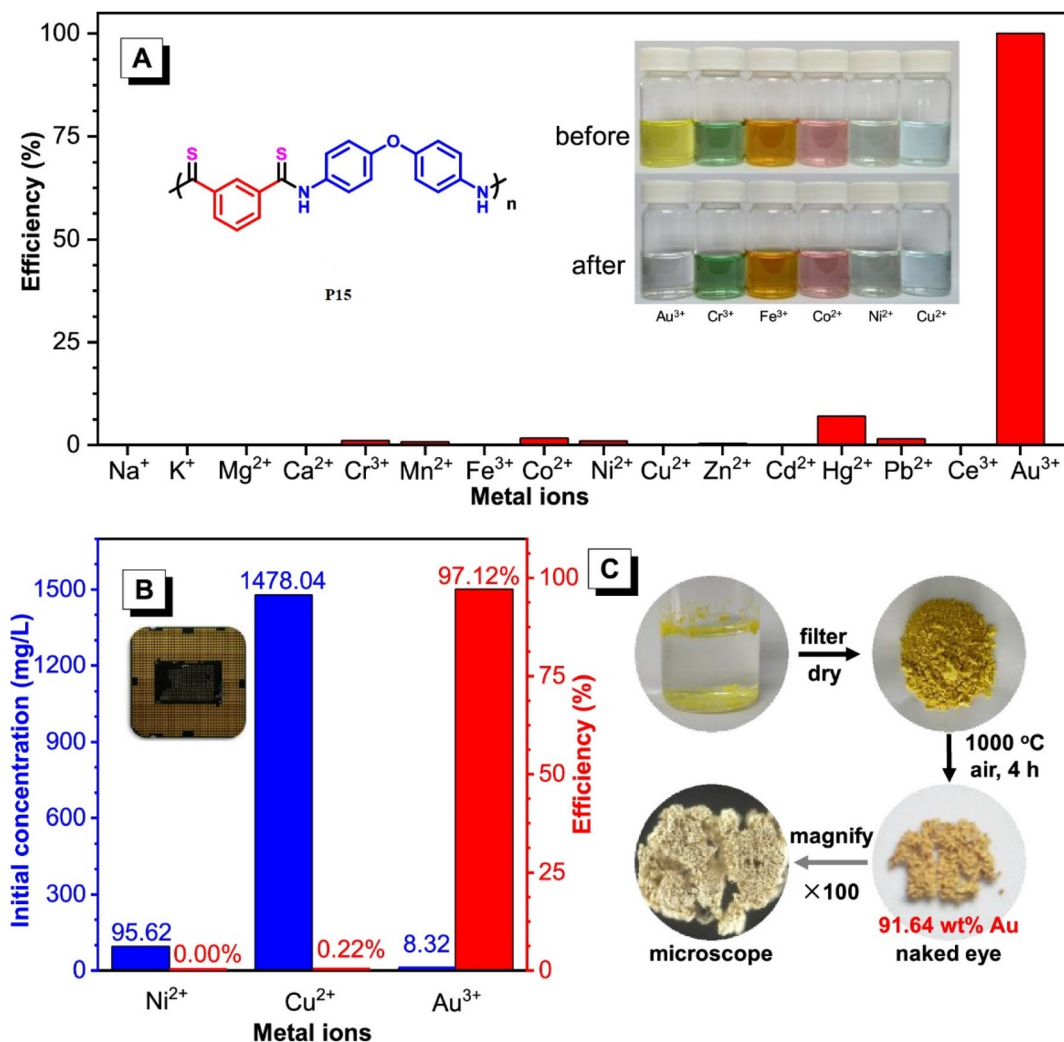 A
Efficiency (%)
100
75
50
25
0
S
S
O
N
H
N
H
n
P15
before
after
Au³⁺ Cr³⁺ Fe³⁺ Co²⁺ Ni²⁺ Cu²⁺
Na⁺ K⁺ Mg²⁺ Ca²⁺ Cr³⁺ Mn²⁺ Fe³⁺ Co²⁺ Ni²⁺ Cu²⁺ Zn²⁺ Cd²⁺ Hg²⁺ Pb²⁺ Ce³⁺ Au³⁺
Metal ions
B
Initial concentration (mg/L)
1500
1200
900
600
300
0
1478.04
97.12%
95.62
0.00%
0.22%
8.32
100
75
50
25
0
Efficiency (%)
Ni²⁺ Cu²⁺ Au³⁺
Metal ions
C
filter
dry
1000 ºC
air, 4 h
magnify
×100
91.64 wt% Au
microscope
naked eye